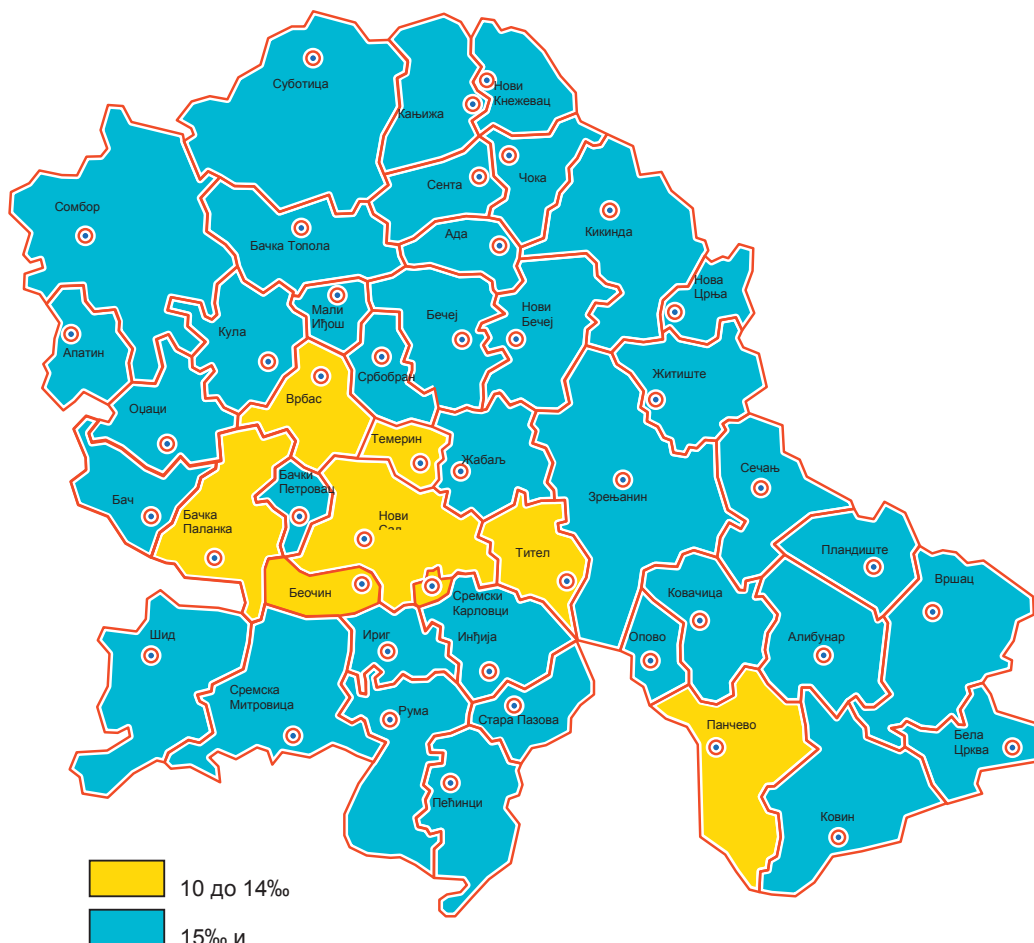 Суботица
Нови
Кнежевац
Кањижа
Чока
Сента
Сомбор
Кикинда
Ада
Бачка Топола
Нова
Црња
Мали
Иђош
Нови
Бечеј
Бечеј
Кула
Апатин
Србобран
Житиште
Врбас
Оџаци
Темерин
Жабаљ
Сечањ
Бачки
Петровац
Зрењанин
Бач
Бачка
Паланка
Нови
Тител
Пландиште
Вршац
Беочин
Сремски
Карловци
Ковачица
Шид
Ириг
Инђија
Опово
Алибунар
Сремска
Митровица
Рума
Стара Пазова
Панчево
Бела
Црква
Пећинци
Ковин
10 до 14‰
15‰ и